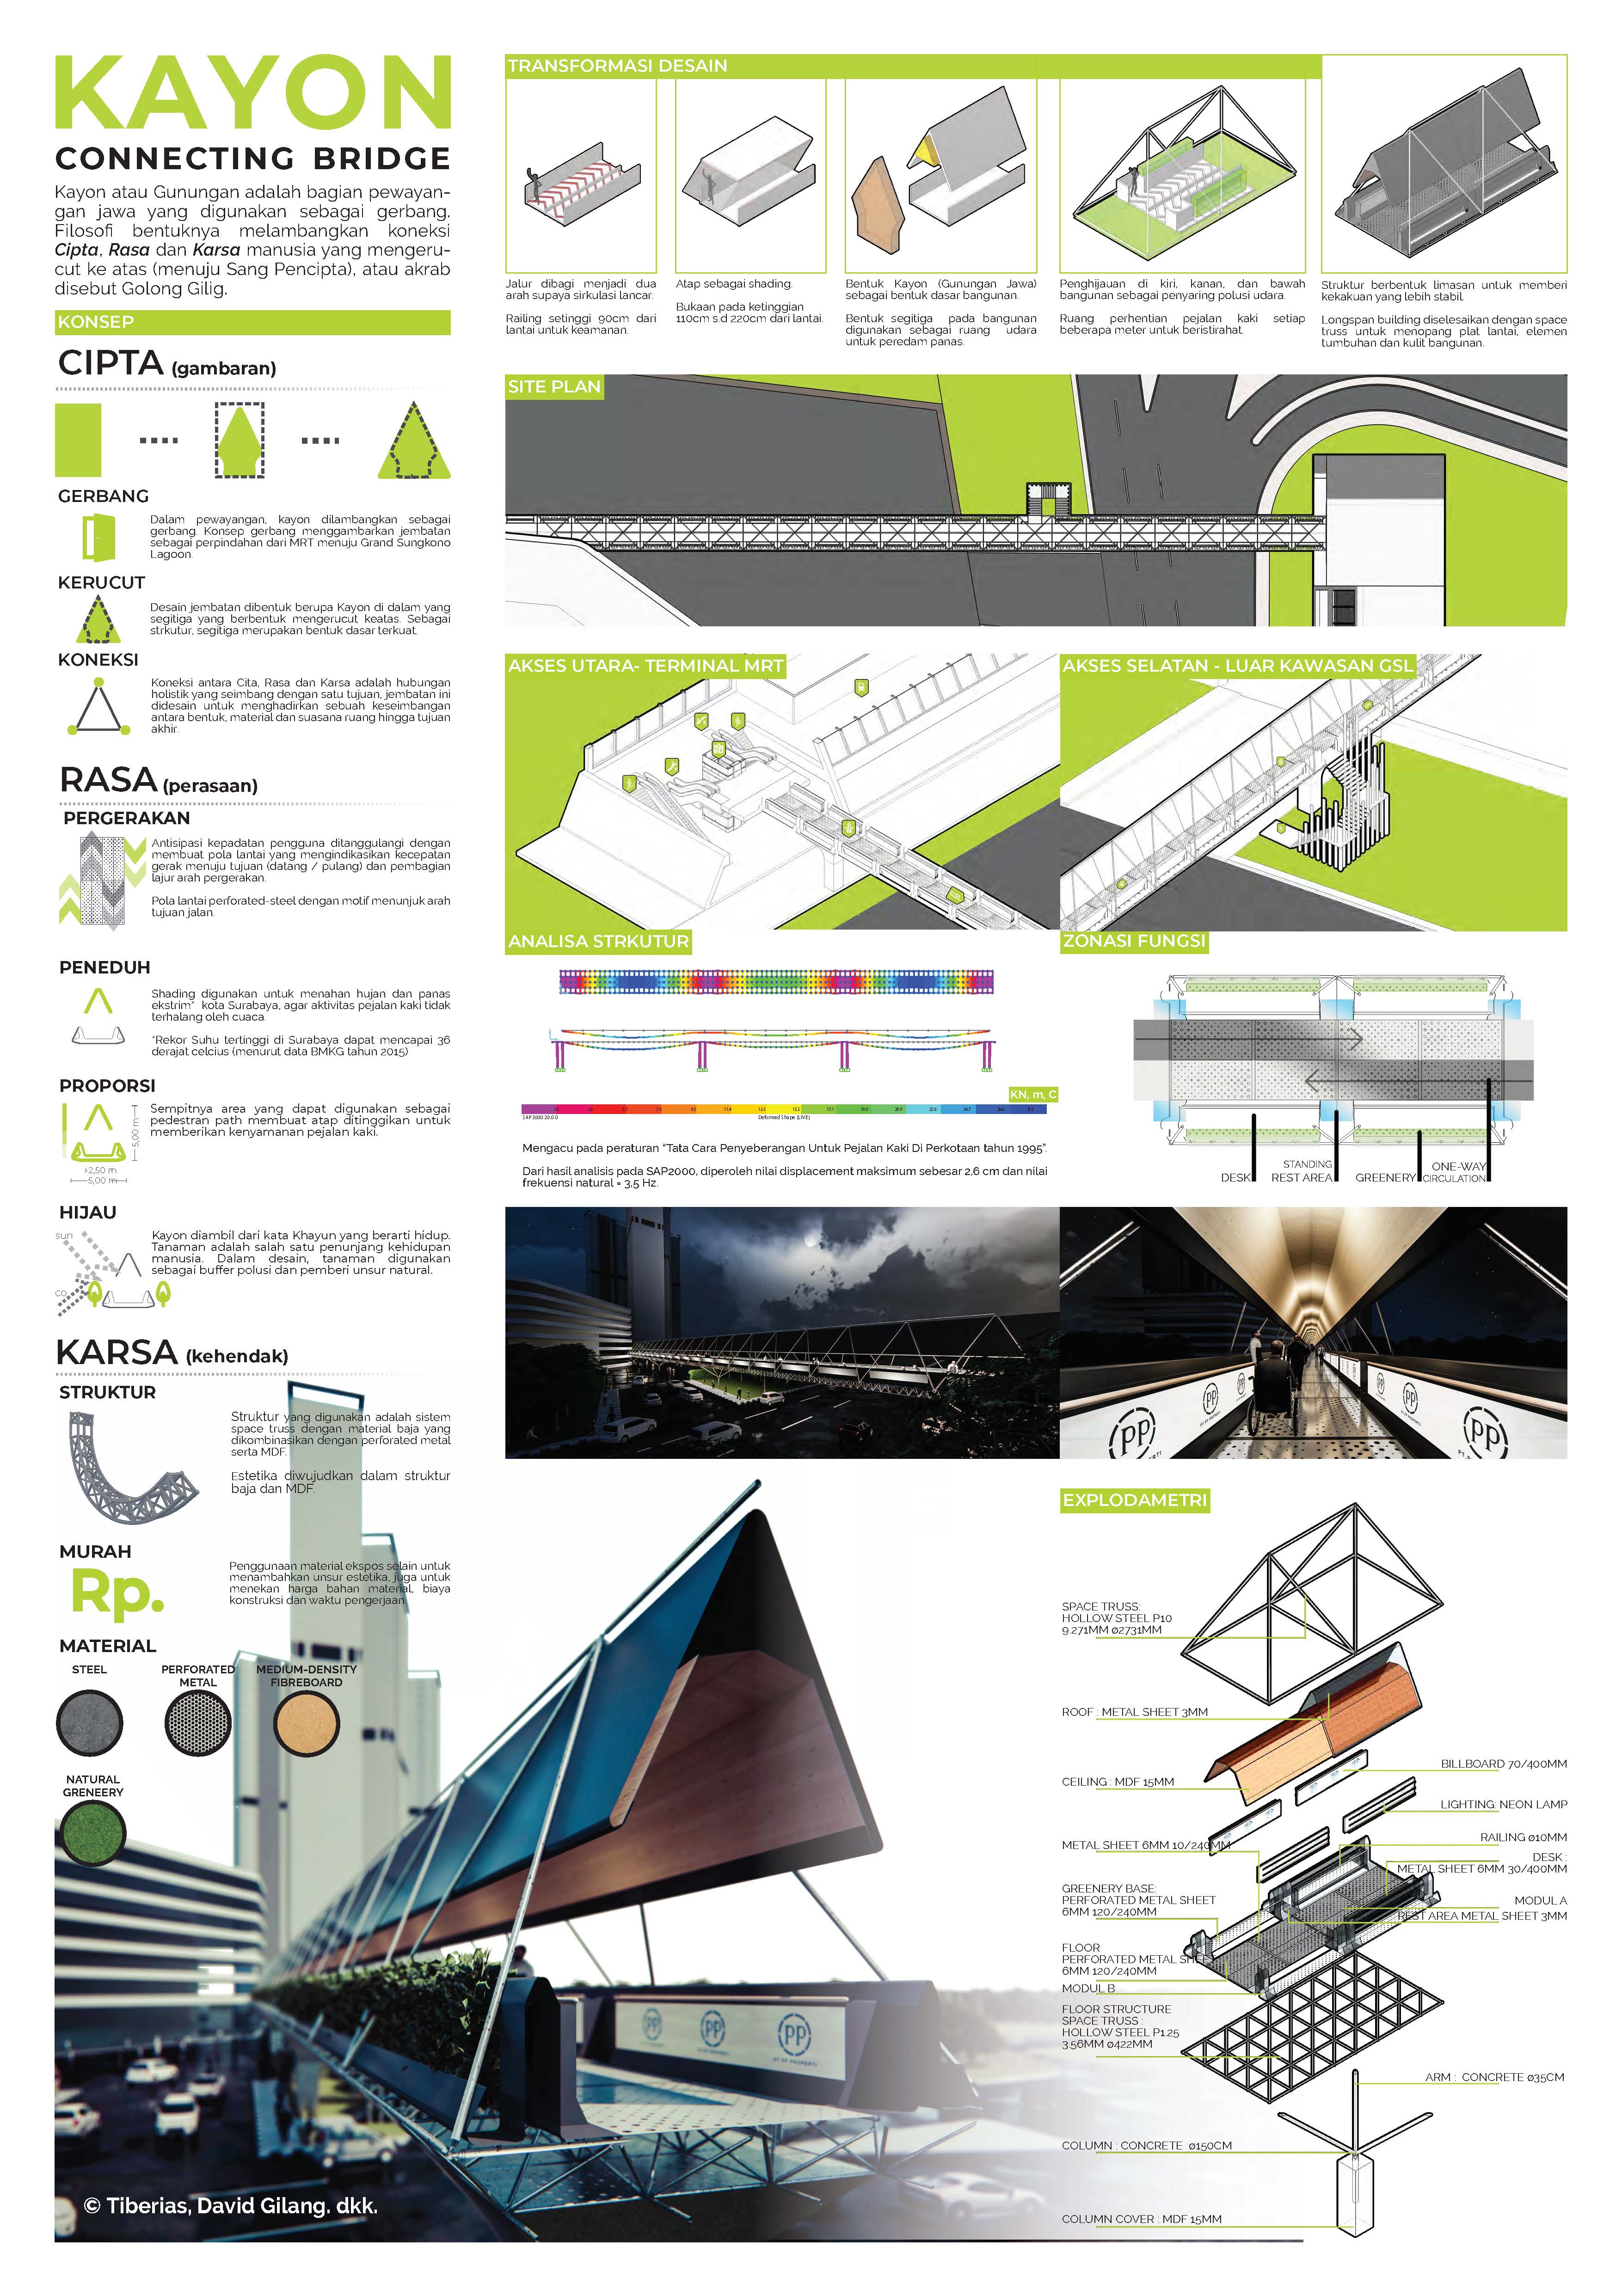 KAYON
CONNECTING BRIDGE
Kayon atau Gunungan adalah bagian pewayan-
gan jawa yang digunakan sebagai gerbang.
Filosofi bentuknya melambangkan koneksi
Cipta, Rasa dan Karsa manusia yang mengeru-
cut ke atas (menuju Sang Pencipta), atau akrab
disebut Golong Gilig.
KONSEP
CIPTA (gambaran)
GERBANG
Dalam pewayangan, kayon dilambangkan sebagai
gerbang. Konsep gerbang menggambarkan jembatan
sebagai perpindahan dari MRT menuju Grand Sungkono
Lagoon.
KERUCUT
Desain jembatan dibentuk berupa Kayon di dalam yang
segitiga yang berbentuk mengerucut keatas. Sebagai
strkutur, segitiga merupakan bentuk dasar terkuat.
KONEKSI
Koneksi antara Cita, Rasa dan Karsa adalah hubungan
holistik yang seimbang dengan satu tujuan, jembatan ini
didesain untuk menghadirkan sebuah keseimbangan
antara bentuk, material dan suasana ruang hingga tujuan
akhir.
RASA (perasaan)
PERGERAKAN
Antisipasi kepadatan pengguna ditanggulangi dengan
membuat pola lantai yang mengindikasikan kecepatan
gerak menuju tujuan (datang / pulang) dan pembagian
lajur arah pergerakan.
Pola lantai perforated-steel dengan motif menunjuk arah
tujuan jalan.
PENEDUH
Shading digunakan untuk menahan hujan dan panas
ekstrim* kota Surabaya, agar aktivitas pejalan kaki tidak
terhalang oleh cuaca.
*Rekor Suhu tertinggi di Surabaya dapat mencapai 36
derajat celcius (menurut data BMKG tahun 2015)
PROPORSI
Sempitnya area yang dapat digunakan sebagai
pedestran path membuat atap ditinggikan untuk
memberikan kenyamanan pejalan kaki.
5,00 m
2,50 m
5,00 m
HIJAU
sun
co
Kayon diambil dari kata Khayun yang berarti hidup.
Tanaman adalah salah satu penunjang kehidupan
manusia. Dalam desain, tanaman digunakan
sebagai buffer polusi dan pemberi unsur natural.
KARSA (kehendak)
STRUKTUR
Struktur yang digunakan adalah sistem
space truss dengan material baja yang
dikombinasikan dengan perforated metal
serta MDF.
Estetika diwujudkan dalam struktur
baja dan MDF.
MURAH
Rp.
Penggunaan material ekspos selain untuk
menambahkan unsur estetika, juga untuk
menekan harga bahan material, biaya
konstruksi dan waktu pengerjaan.
MATERIAL
STEEL
PERFORATED
METAL
MEDIUM-DENSITY
FIBREBOARD
NATURAL
GRENEERY
© Tiberias, David Gilang. dkk.
TRANSFORMASI DESAIN
Jalur dibagi menjadi dua
arah supaya sirkulasi lancar.
Railing setinggi 90cm dari
lantai untuk keamanan.
Atap sebagai shading.
Bukaan pada ketinggian
110cm s.d 220cm dari lantai.
Bentuk Kayon (Gunungan Jawa)
sebagai bentuk dasar bangunan.
Bentuk segitiga pada bangunan
digunakan sebagai ruang udara
untuk peredam panas.
Penghijauan di kiri, kanan, dan bawah
bangunan sebagai penyaring polusi udara.
Ruang perhentian pejalan kaki setiap
beberapa meter untuk beristirahat.
Struktur berbentuk limasan untuk memberi
kekakuan yang lebih stabil.
Longspan building diselesaikan dengan space
truss untuk menopang plat lantai, elemen
tumbuhan dan kulit bangunan.
SITE PLAN
AKSES UTARA- TERMINAL MRT
AKSES SELATAN - LUAR KAWASAN GSL
ANALISA STRKUTUR
KN, m, C
SAP2000 20.0.0
Deformed Shape (LIVE)
Mengacu pada peraturan “Tata Cara Penyeberangan Untuk Pejalan Kaki Di Perkotaan tahun 1995”.
Dari hasil analisis pada SAP2000, diperoleh nilai displacement maksimum sebesar 2,6 cm dan nilai
frekuensi natural = 3,5 Hz.
ZONASI FUNGSI
DESK
STANDING
REST AREA
GREENERY
ONE-WAY
CIRCULATION
PP
PP
PP
PP
PP
PT PP PROPERTI
EXPLODAMETRI
SPACE TRUSS:
HOLLOW STEEL P10
9.271MM ø2731MM
ROOF : METAL SHEET 3MM
CEILING : MDF 15MM
BILLBOARD 70/400MM
LIGHTING: NEON LAMP
METAL SHEET 6MM 10/240MM
RAILING ø10MM
DESK :
METAL SHEET 6MM 30/400MM
GREENERY BASE:
PERFORATED METAL SHEET
6MM 120/240MM
MODUL A
REST AREA METAL SHEET 3MM
FLOOR
PERFORATED METAL SHEET
6MM 120/240MM
MODUL B
FLOOR STRUCTURE
SPACE TRUSS :
HOLLOW STEEL P1.25
3.56MM ø422MM
ARM : CONCRETE ø35CM
COLUMN : CONCRETE ø150CM
COLUMN COVER : MDF 15MM